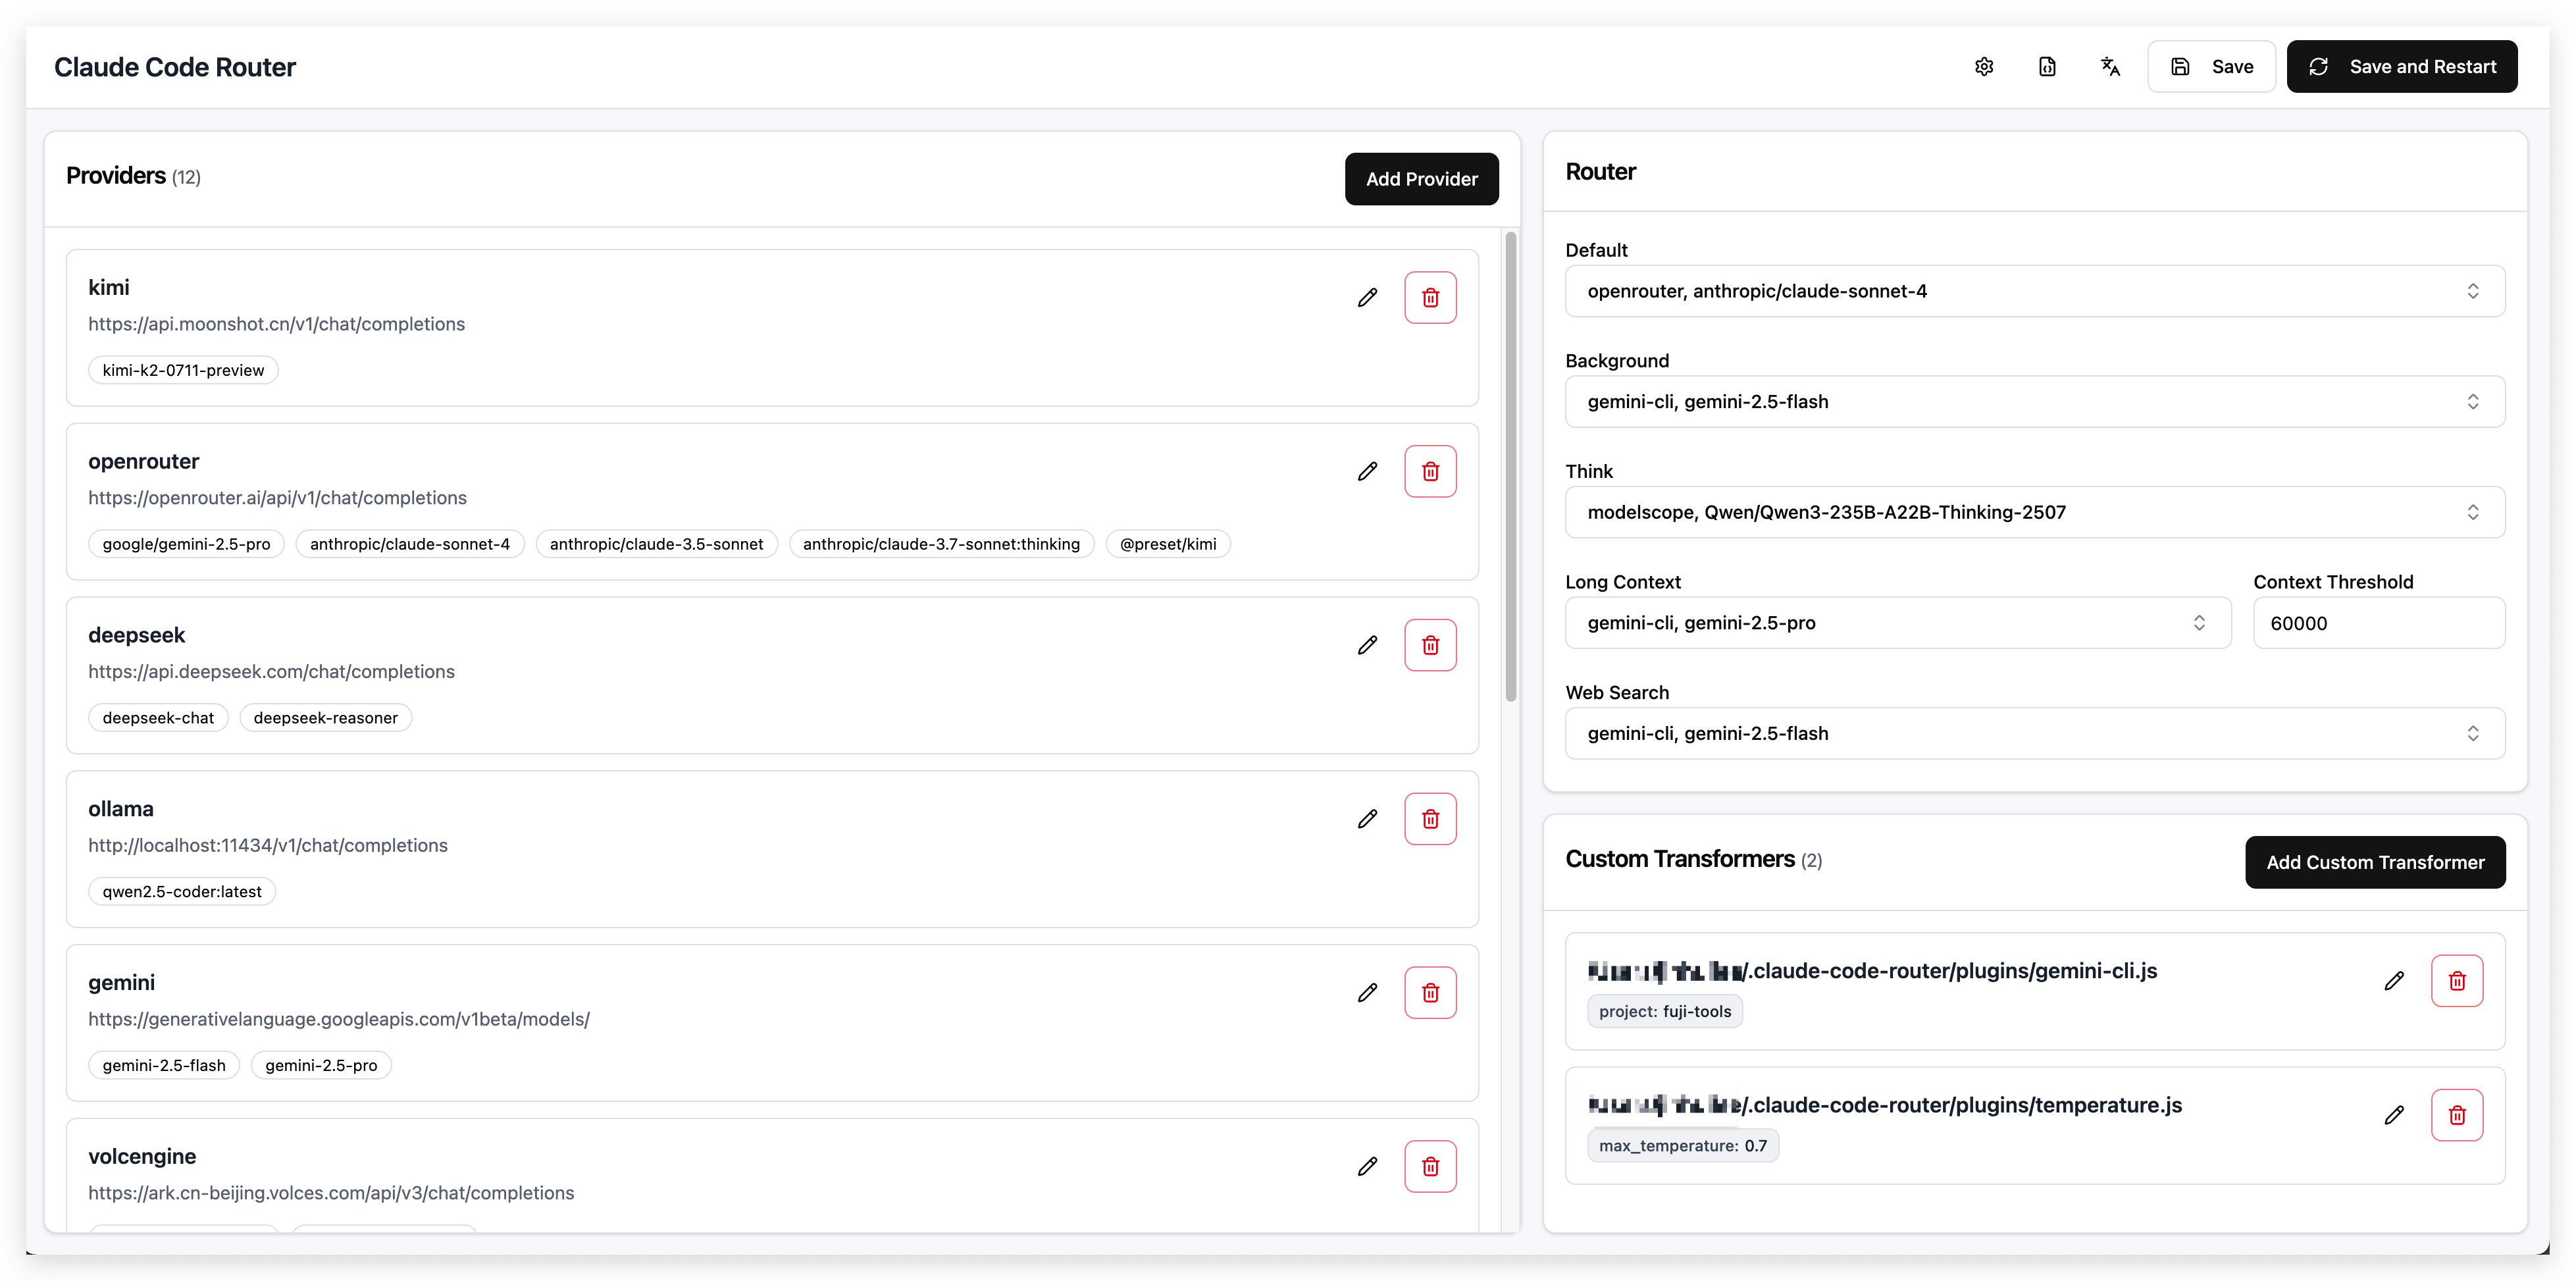 Claude Code Router
Save
Save and Restart
Providers (12)
Add Provider
kimi
https://api.moonshot.cn/v1/chat/completions
kimi-k2-0711-preview
openrouter
https://openrouter.ai/api/v1/chat/completions
google/gemini-2.5-pro anthropic/claude-sonnet-4 anthropic/claude-3.5-sonnet anthropic/claude-3.7-sonnet:thinking @preset/kimi
deepseek
https://api.deepseek.com/chat/completions
deepseek-chat deepseek-reasoner
ollama
http://localhost:11434/v1/chat/completions
qwen2.5-coder:latest
gemini
https://generativelanguage.googleapis.com/v1beta/models/
gemini-2.5-flash gemini-2.5-pro
volcengine
https://ark.cn-beijing.volces.com/api/v3/chat/completions
Router
Default
openrouter, anthropic/claude-sonnet-4
Background
gemini-cli, gemini-2.5-flash
Think
modelscope, Qwen/Qwen3-235B-A22B-Thinking-2507
Long Context
gemini-cli, gemini-2.5-pro
Context Threshold
60000
Web Search
gemini-cli, gemini-2.5-flash
Custom Transformers (2)
Add Custom Transformer
/.claude-code-router/plugins/gemini-cli.js
project: fuji-tools
/.claude-code-router/plugins/temperature.js
max_temperature: 0.7